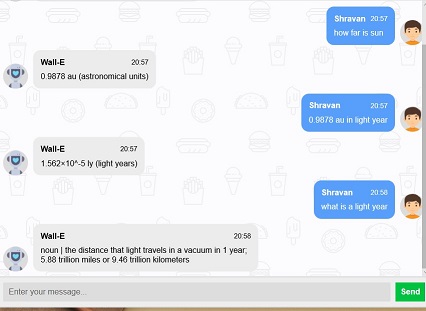 Shravan 20:57
how far is sun
Wall-E 20:57
0.9878 au (astronomical units)
Shravan 20:57
0.9878 au in light year
Wall-E 20:57
1.562×10^-5 ly (light years)
Shravan 20:58
what is a light year
Wall-E 20:58
noun | the distance that light travels in a vacuum in 1 year;
5.88 trillion miles or 9.46 trillion kilometers
Enter your message... Send